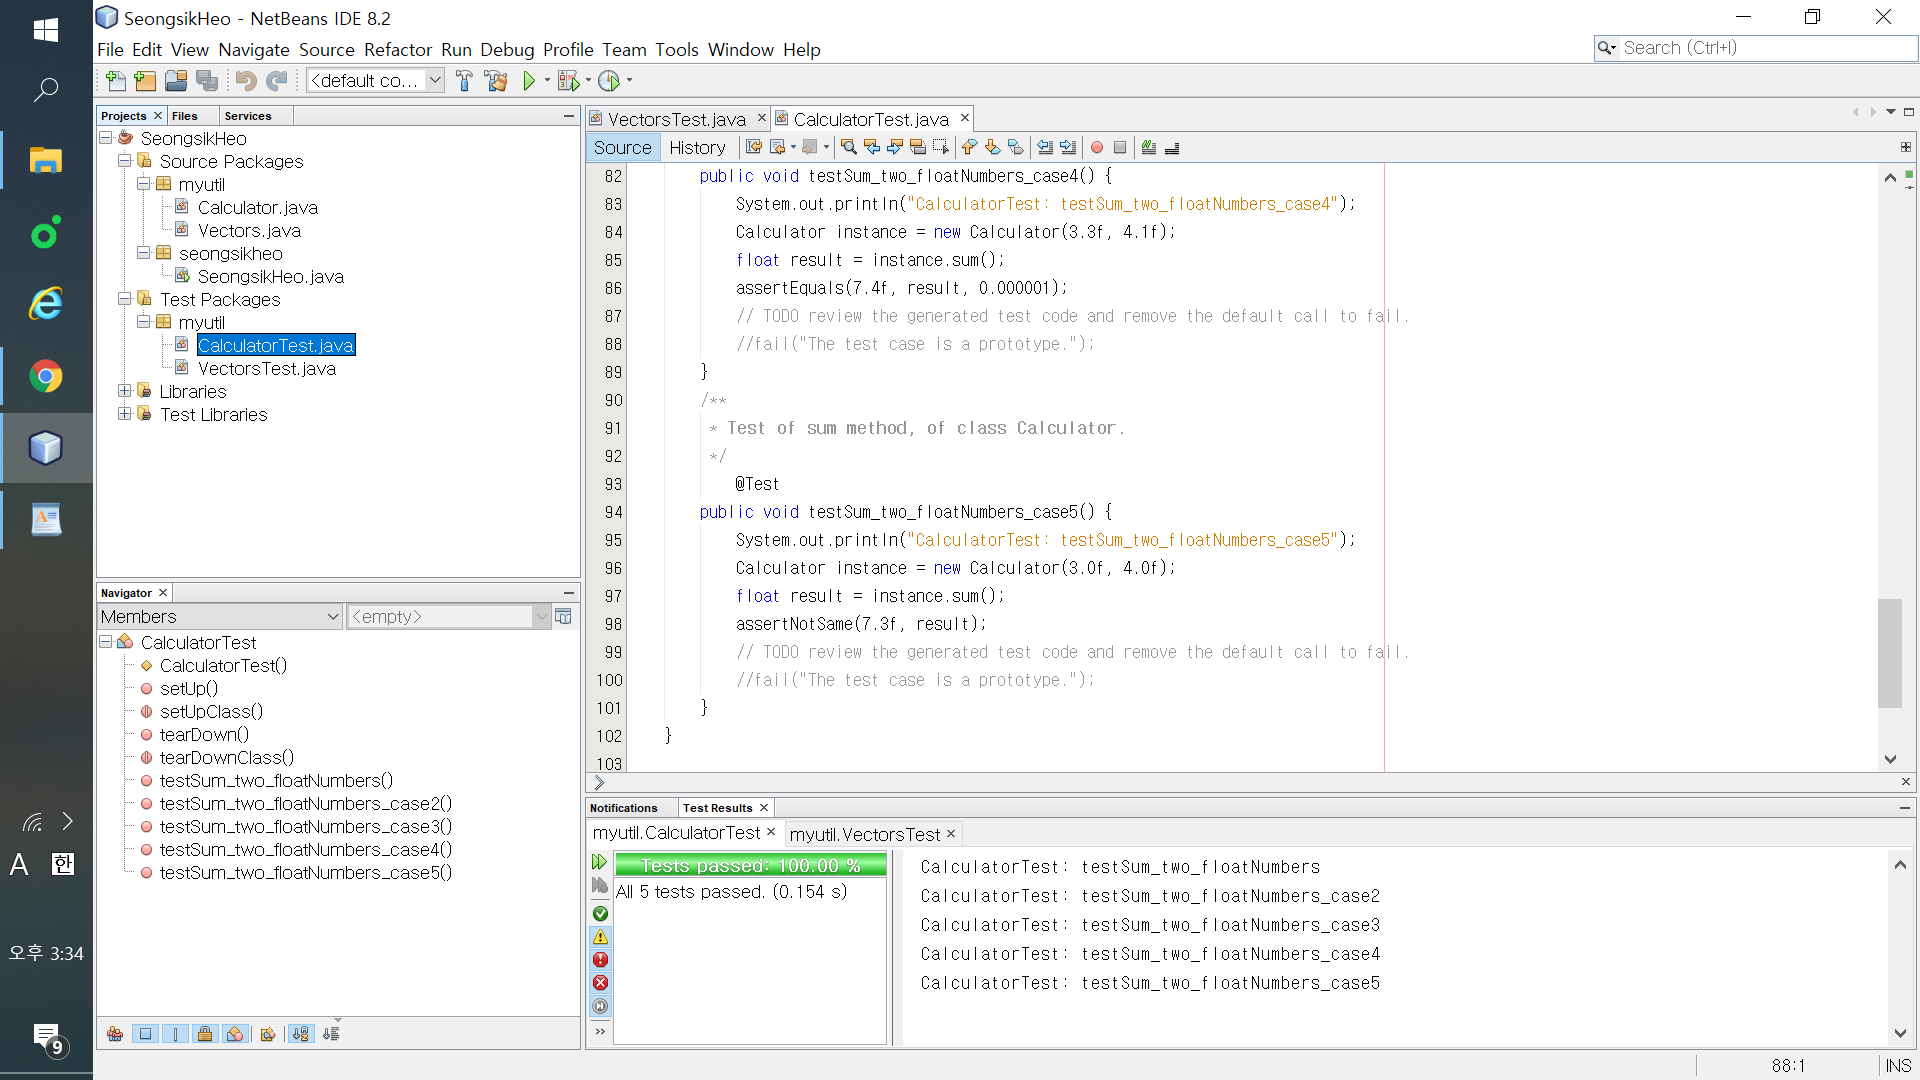 SeongsikHeo - NetBeans IDE 8.2
File Edit View Navigate Source Refactor Run Debug Profile Team Tools Window Help
Search (Ctrl+I)
<default co...
Projects Files Services
SeongsikHeo
Source Packages
myutil
Calculator.java
Vectors.java
seongsikheo
SeongsikHeo.java
Test Packages
myutil
CalculatorTest.java
VectorsTest.java
Libraries
Test Libraries
Navigator
Members <empty>
CalculatorTest
CalculatorTest()
setUp()
setUpClass()
tearDown()
tearDownClass()
testSum_two_floatNumbers()
testSum_two_floatNumbers_case2()
testSum_two_floatNumbers_case3()
testSum_two_floatNumbers_case4()
testSum_two_floatNumbers_case5()
VectorsTest.java CalculatorTest.java
Source History
82 public void testSum_two_floatNumbers_case4() {
83 System.out.println("CalculatorTest: testSum_two_floatNumbers_case4");
84 Calculator instance = new Calculator(3.3f, 4.1f);
85 float result = instance.sum();
86 assertEquals(7.4f, result, 0.000001);
87 // TODO review the generated test code and remove the default call to fail.
88 //fail("The test case is a prototype.");
89 }
90 /**
91 * Test of sum method, of class Calculator.
92 */
93 @Test
94 public void testSum_two_floatNumbers_case5() {
95 System.out.println("CalculatorTest: testSum_two_floatNumbers_case5");
96 Calculator instance = new Calculator(3.0f, 4.0f);
97 float result = instance.sum();
98 assertNotSame(7.3f, result);
99 // TODO review the generated test code and remove the default call to fail.
100 //fail("The test case is a prototype.");
101 }
102 }
103
Notifications Test Results
myutil.CalculatorTest myutil.VectorsTest
Tests passed: 100.00 %
All 5 tests passed. (0.154 s)
CalculatorTest: testSum_two_floatNumbers
CalculatorTest: testSum_two_floatNumbers_case2
CalculatorTest: testSum_two_floatNumbers_case3
CalculatorTest: testSum_two_floatNumbers_case4
CalculatorTest: testSum_two_floatNumbers_case5
88:1 INS
A 한
오후 3:34
9